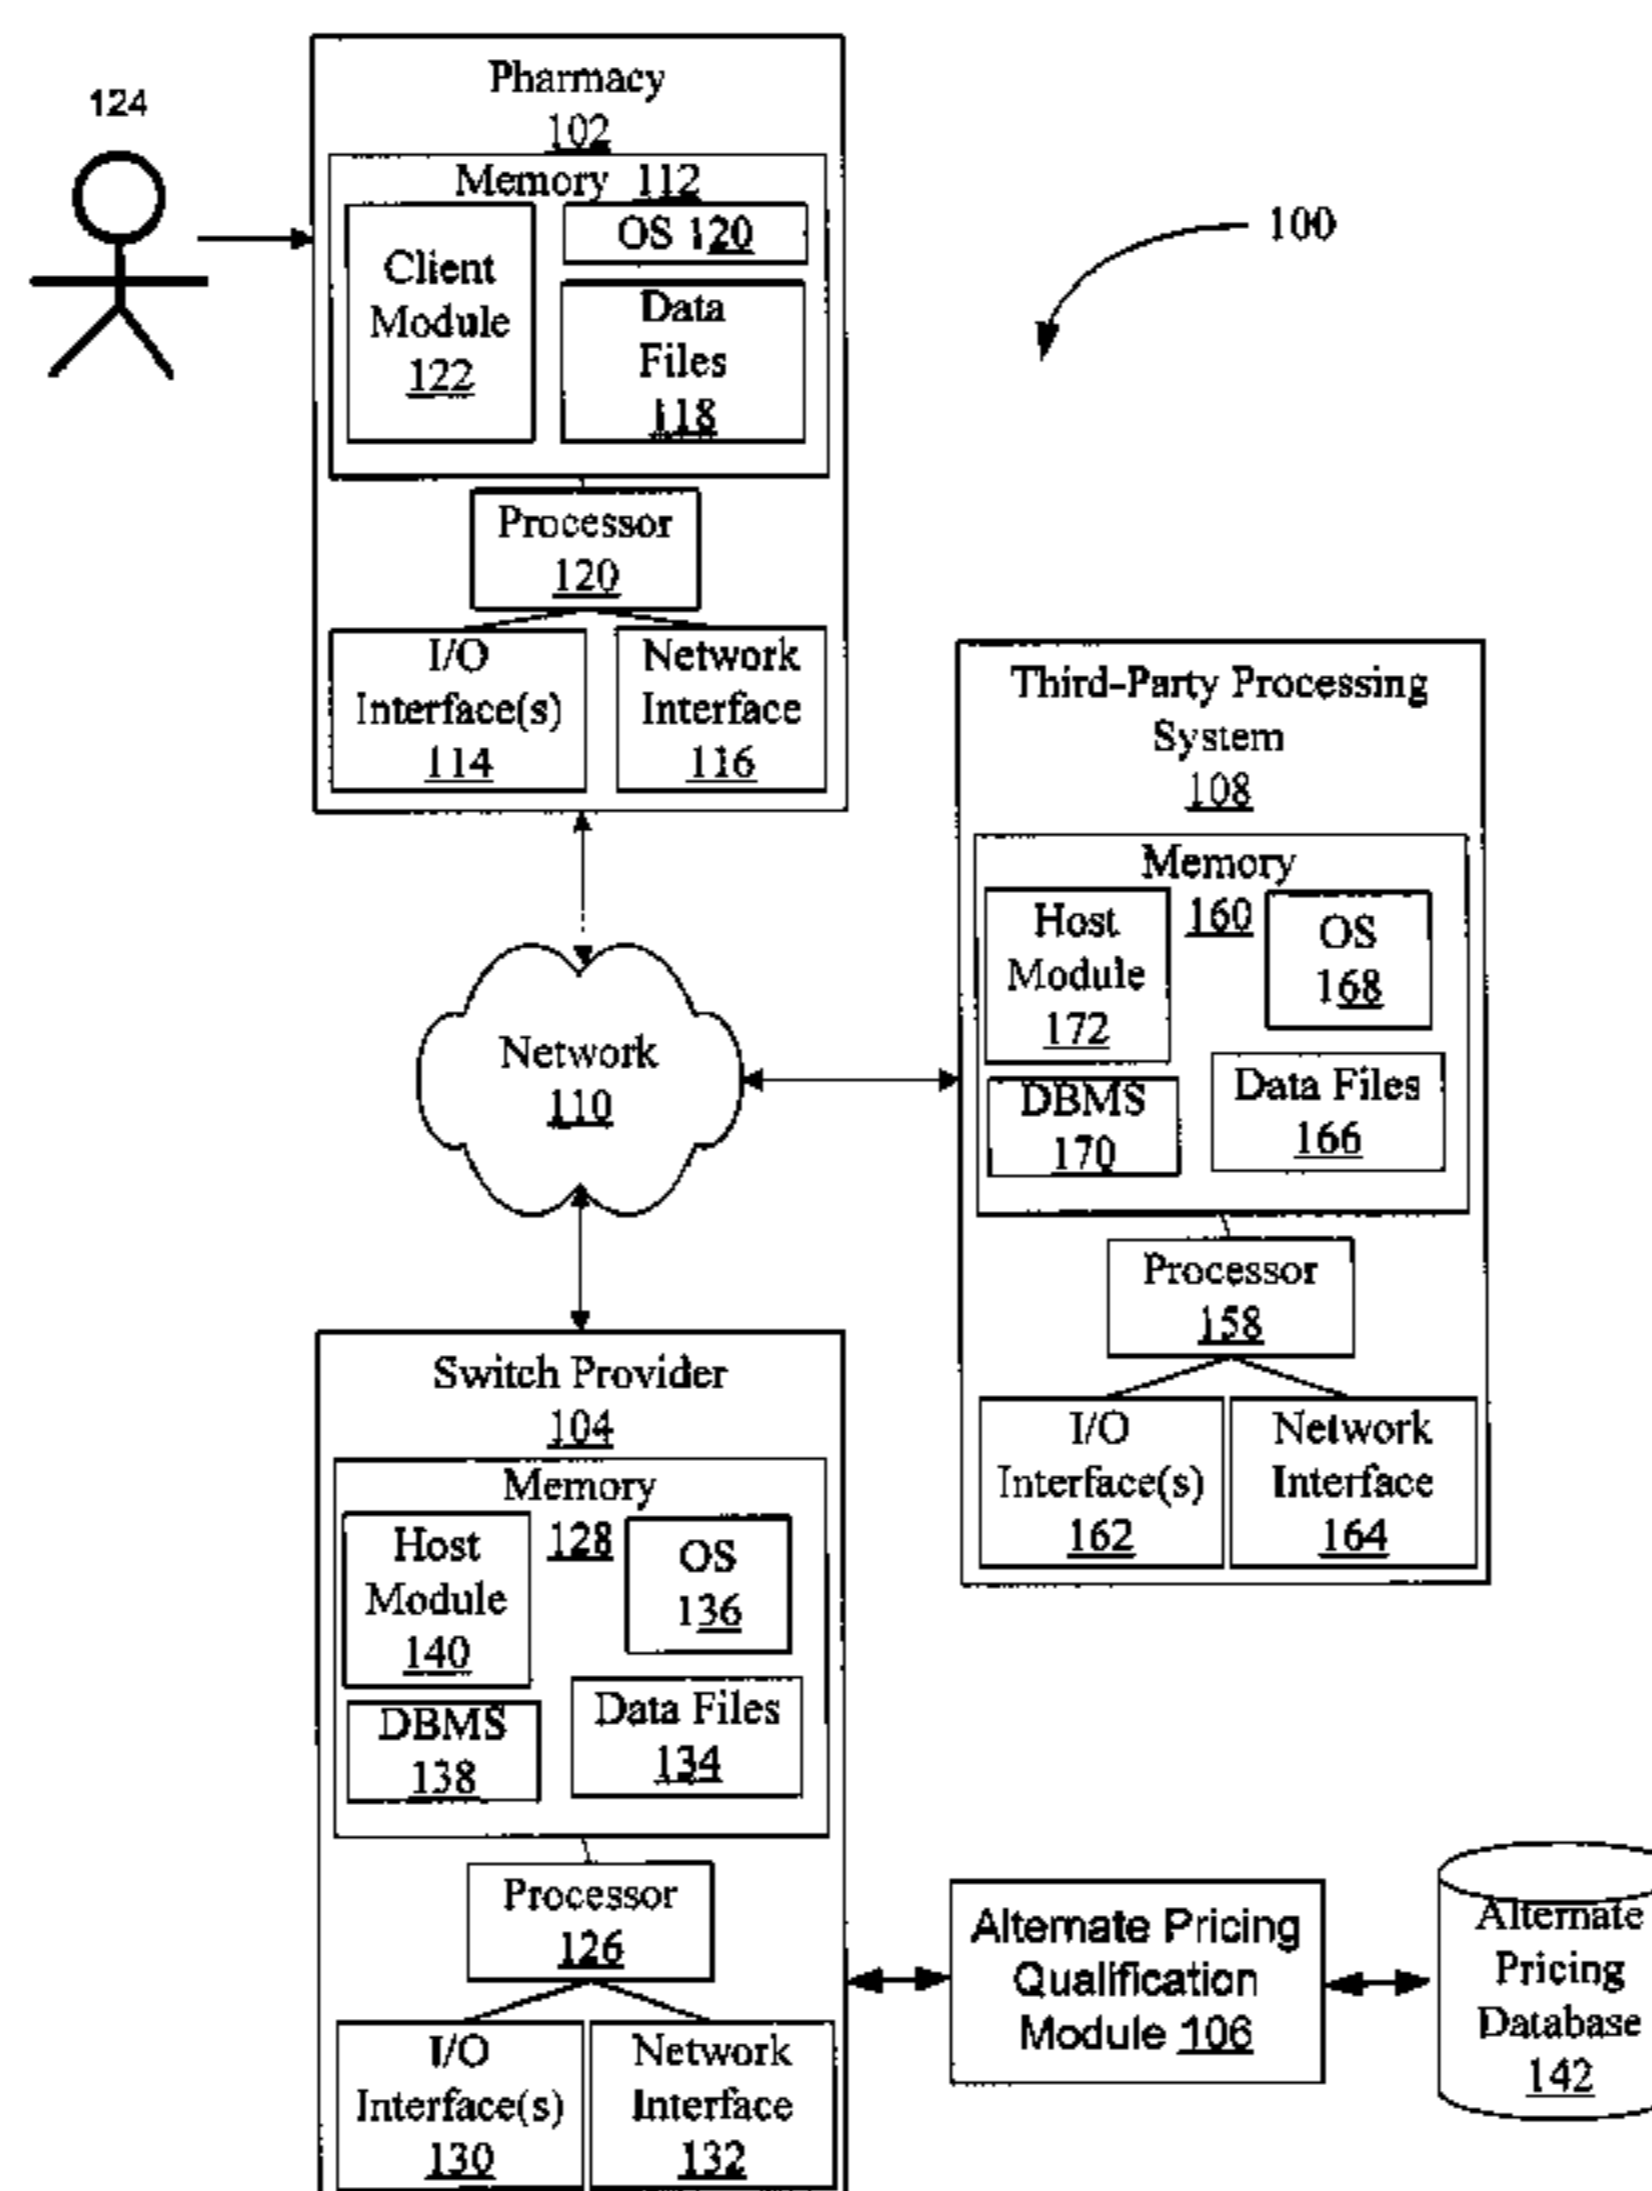 124
Pharmacy
102
Memory 112
Client
Module
122
OS 120
Data
Files
118
100
Processor
120
I/O
Interface(s)
114
Network
Interface
116
Third-Party Processing
System
108
Memory
160
Host
Module
172
OS
168
DBMS
170
Data Files
166
Processor
158
I/O
Interface(s)
162
Network
Interface
164
Network
110
Switch Provider
104
Memory
128
Host
Module
140
OS
136
DBMS
138
Data Files
134
Processor
126
I/O
Interface(s)
130
Network
Interface
132
Alternate Pricing
Qualification
Module 106
Alternate
Pricing
Database
142